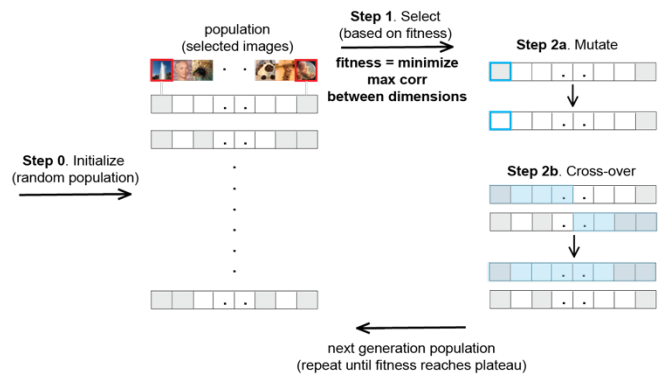 population
(selected images)
Step 1. Select
(based on fitness)
fitness = minimize
max corr
between dimensions
Step 2a. Mutate
Step 0. Initialize
(random population)
Step 2b. Cross-over
next generation population
(repeat until fitness reaches plateau)